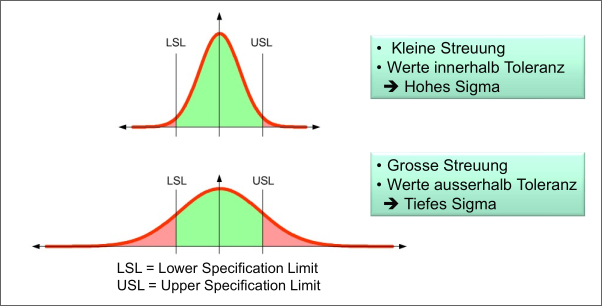 LSL USL
• Kleine Streuung
• Werte innerhalb Toleranz
➔ Hohes Sigma
LSL USL
• Grosse Streuung
• Werte ausserhalb Toleranz
➔ Tiefes Sigma
LSL = Lower Specification Limit
USL = Upper Specification Limit